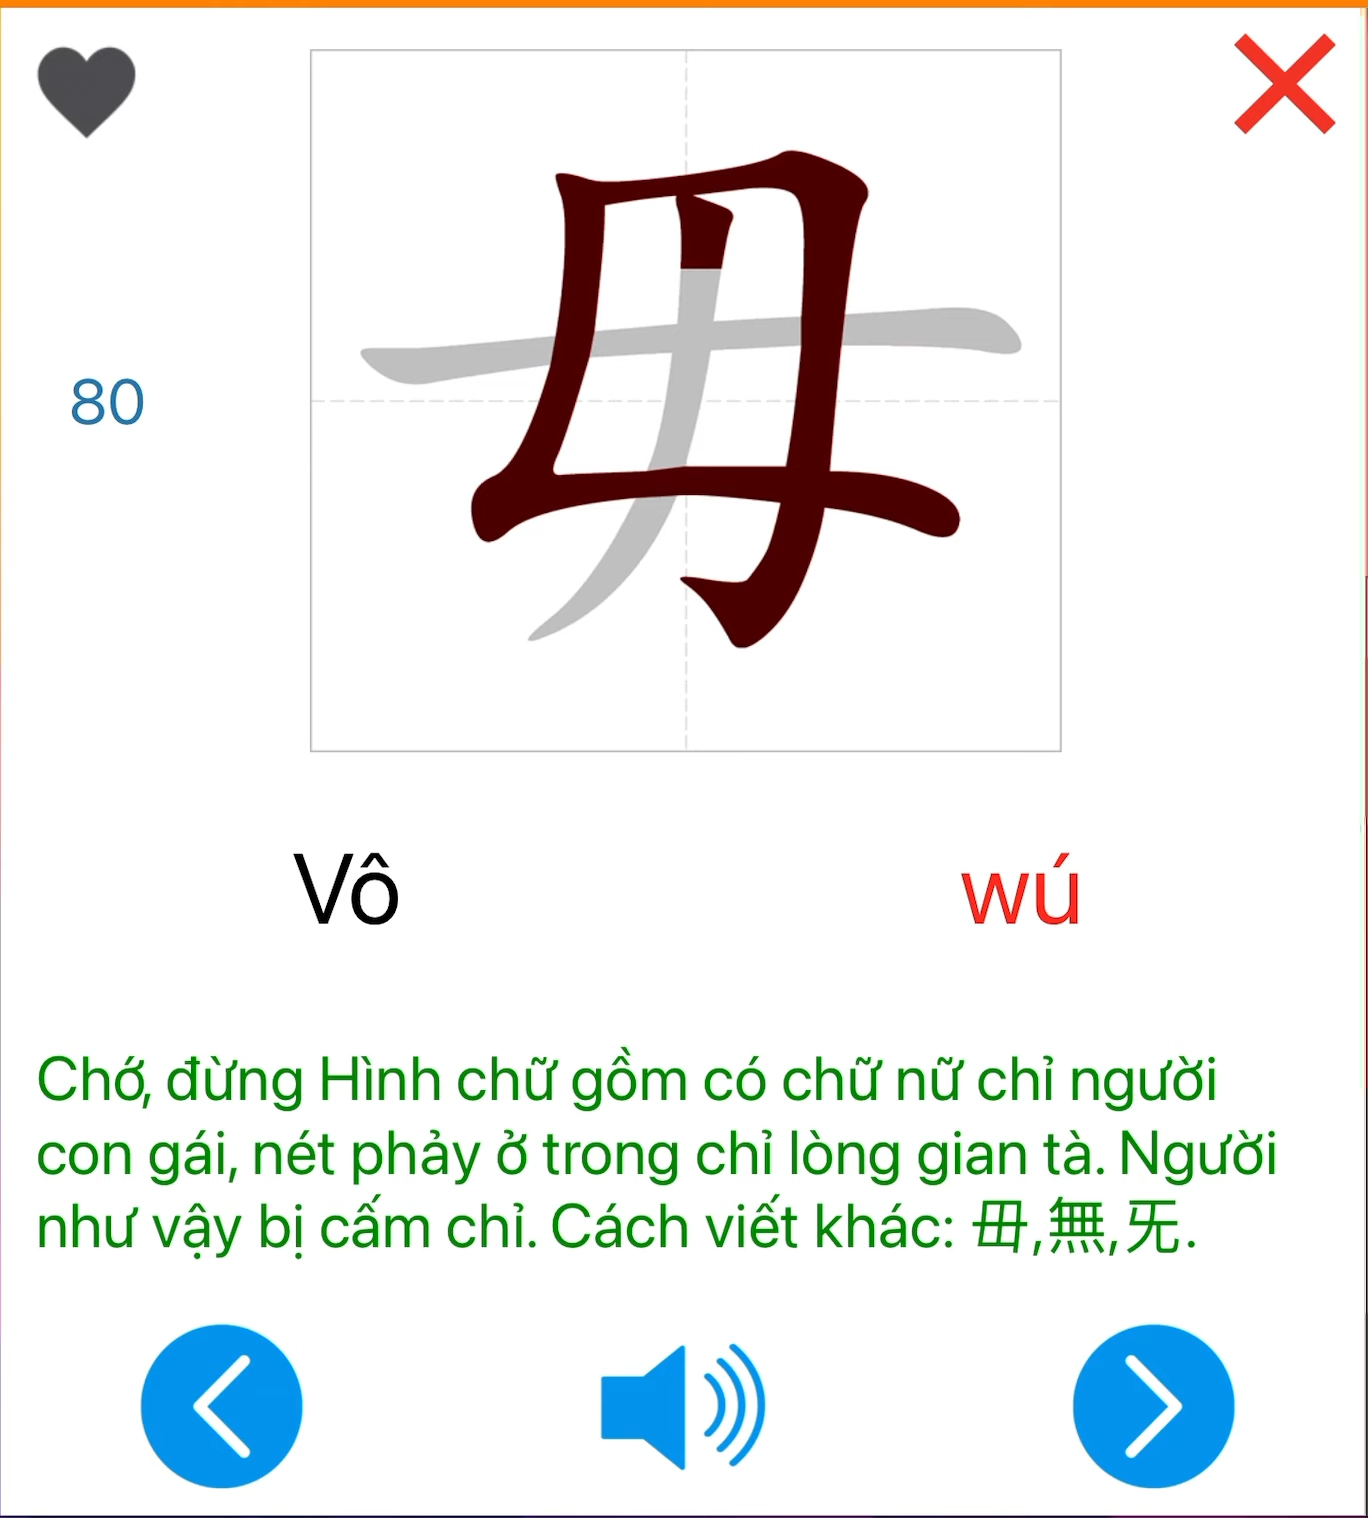 毋
80
Vô wú
Chớ, đừng Hình chữ gồm có chữ nữ chỉ người
con gái, nét phảy ở trong chỉ lòng gian tà. Người
như vậy bị cấm chỉ. Cách viết khác: 毌,無,旡.